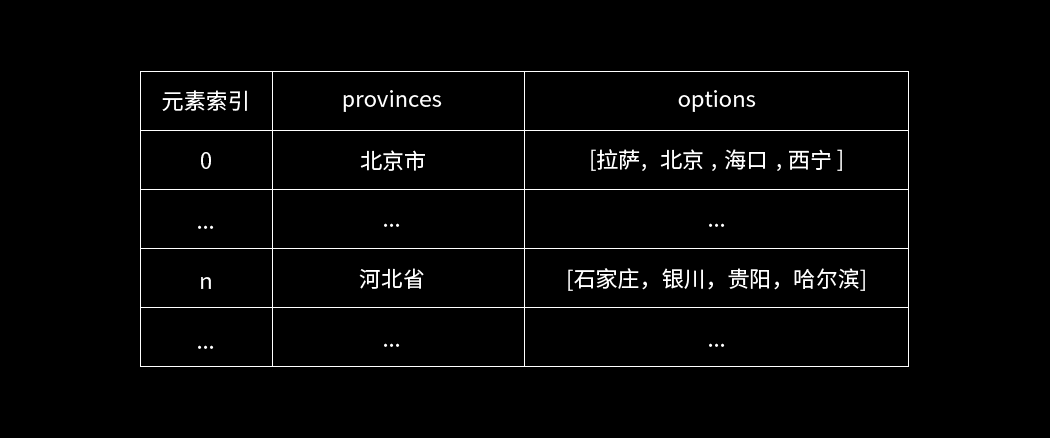 元素索引 provinces options
0 北京市 [拉萨, 北京 , 海口 , 西宁 ]
... ... ...
n 河北省 [石家庄，银川，贵阳，哈尔滨]
... ... ...